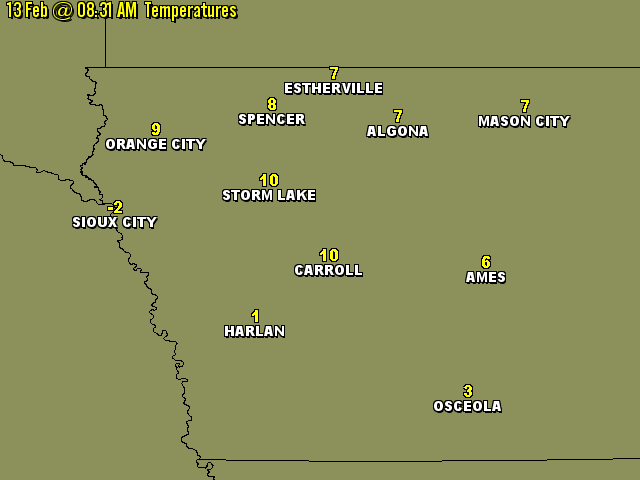 13 Feb @ 08:31 AM Temperatures
7
ESTHERVILLE
8
SPENCER
7
ALGONA
7
MASON CITY
9
ORANGE CITY
10
STORM LAKE
-2
SIOUX CITY
10
CARROLL
6
AMES
1
HARLAN
3
OSCEOLA